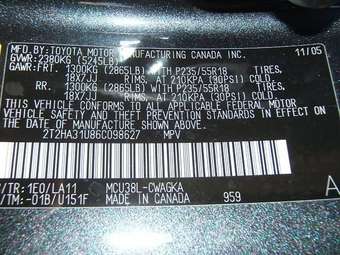 MFD. BY: TOYOTA MOTOR MANUFACTURING CANADA INC. 11/05
GVWR: 2380KG (5245LB)
GAWR: FRT. 1300KG (2865LB) WITH P235/55R18 TIRES,
18X7JJ RIMS, AT 210KPA (30PSI) COLD.
RR. 1300KG (2865LB) WITH P235/55R18 TIRES,
18X7JJ RIMS, AT 210KPA (30PSI) COLD.
THIS VEHICLE CONFORMS TO ALL APPLICABLE FEDERAL MOTOR
VEHICLE SAFETY AND THEFT PREVENTION STANDARDS IN
EFFECT ON THE DATE OF MANUFACTURE SHOWN ABOVE.
2T2HA31U86C098627 MPV
/TR: 1E0/LA11 MCU38L-CWAGKA A
/TM: -01B/U151F 959